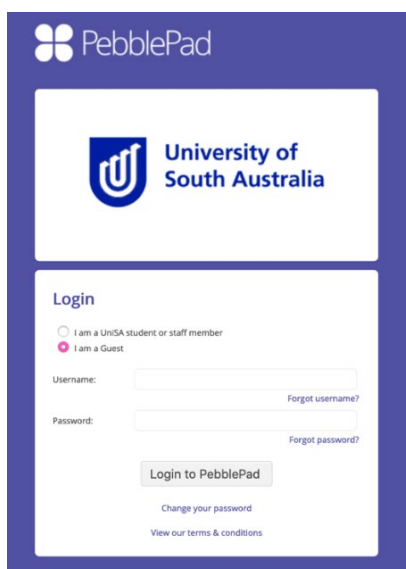 PebblePad
University of
South Australia
Login
I am a UniSA student or staff member
I am a Guest
Username:
Forgot username?
Password:
Forgot password?
Login to PebblePad
Change your password
View our terms & conditions